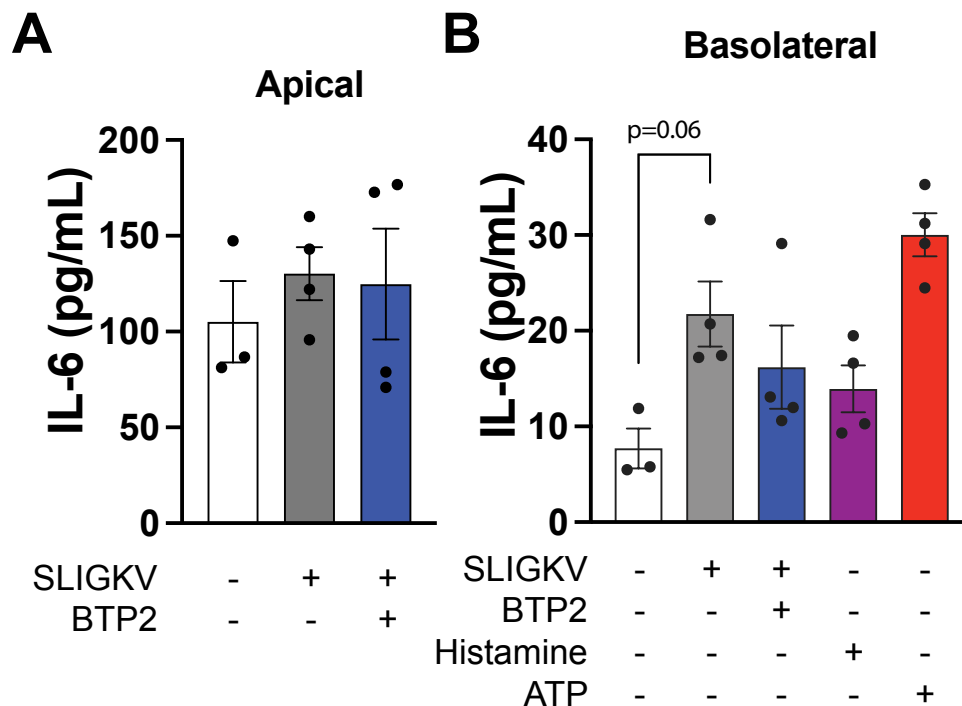 A
Apical
IL-6 (pg/mL)
200
150
100
50
0
SLIGKV - + +
BTP2 - - +
B
Basolateral
IL-6 (pg/mL)
p=0.06
40
30
20
10
0
SLIGKV - + + - -
BTP2 - - + - -
Histamine - - - + -
ATP - - - - +